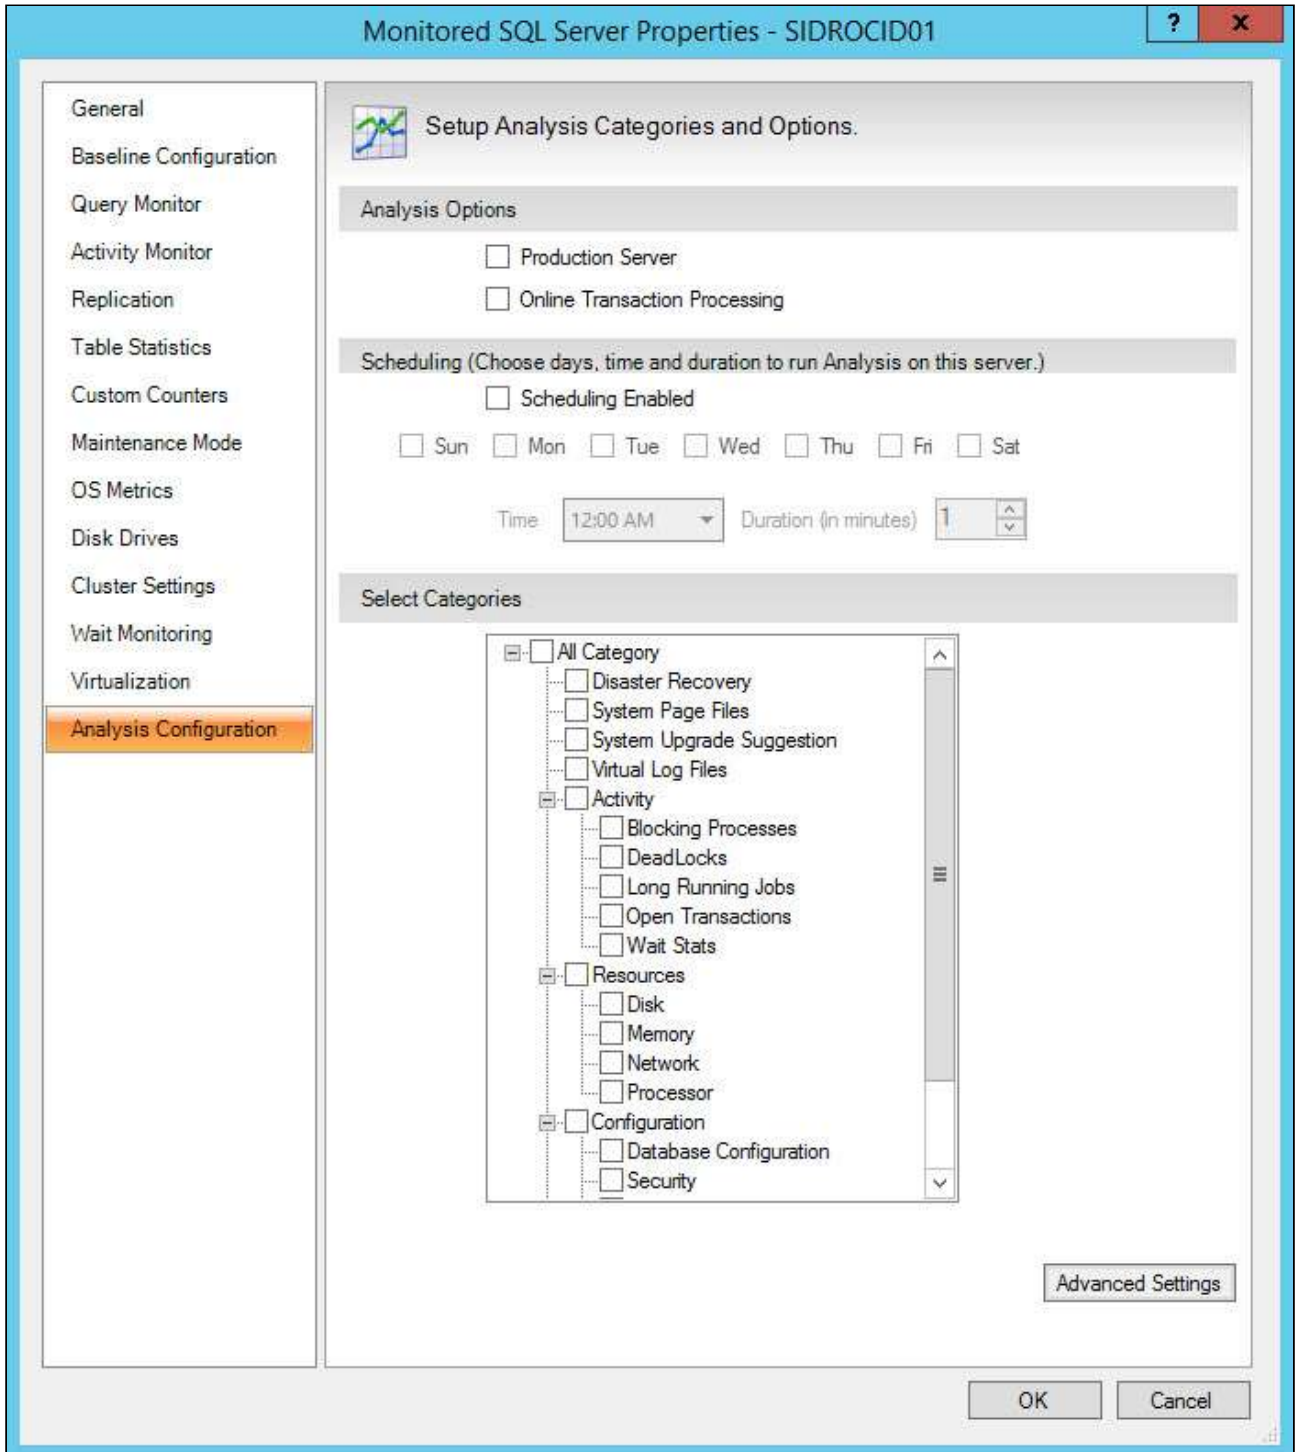 Monitored SQL Server Properties - SIDROCID01
? x
General
Baseline Configuration
Query Monitor
Activity Monitor
Replication
Table Statistics
Custom Counters
Maintenance Mode
OS Metrics
Disk Drives
Cluster Settings
Wait Monitoring
Virtualization
Analysis Configuration
Setup Analysis Categories and Options.
Analysis Options
Production Server
Online Transaction Processing
Scheduling (Choose days, time and duration to run Analysis on this server.)
Scheduling Enabled
Sun Mon Tue Wed Thu Fri Sat
Time 12:00 AM Duration (in minutes) 1
Select Categories
All Category
Disaster Recovery
System Page Files
System Upgrade Suggestion
Virtual Log Files
Activity
Blocking Processes
DeadLocks
Long Running Jobs
Open Transactions
Wait Stats
Resources
Disk
Memory
Network
Processor
Configuration
Database Configuration
Security
Advanced Settings
OK Cancel